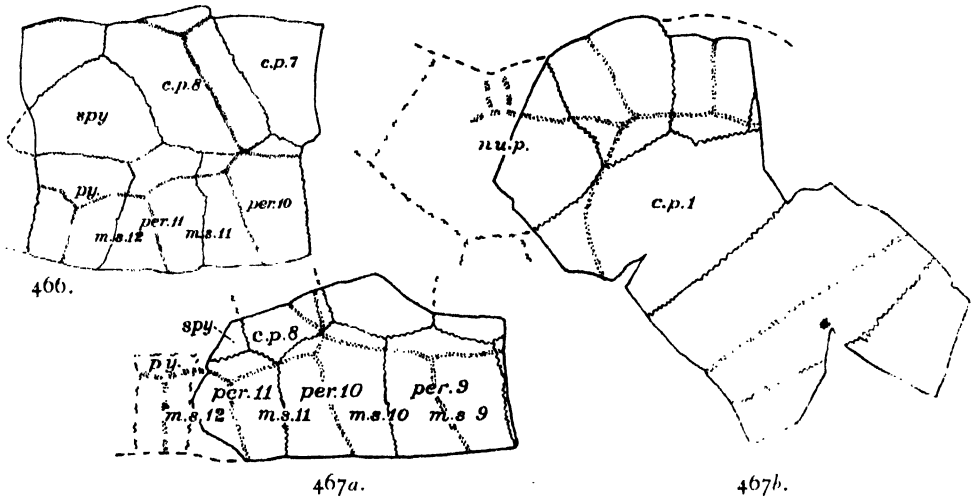 c.p.7
c.p.8
spy
nu.p.
py.
per.10
per.11
c.p.1
m.s.12 m.s.11
466.
spy
c.p.8
py.
per.11 per.10 per.9
m.s.12 m.s.11 m.s.10 m.s 9
467a. 467b.